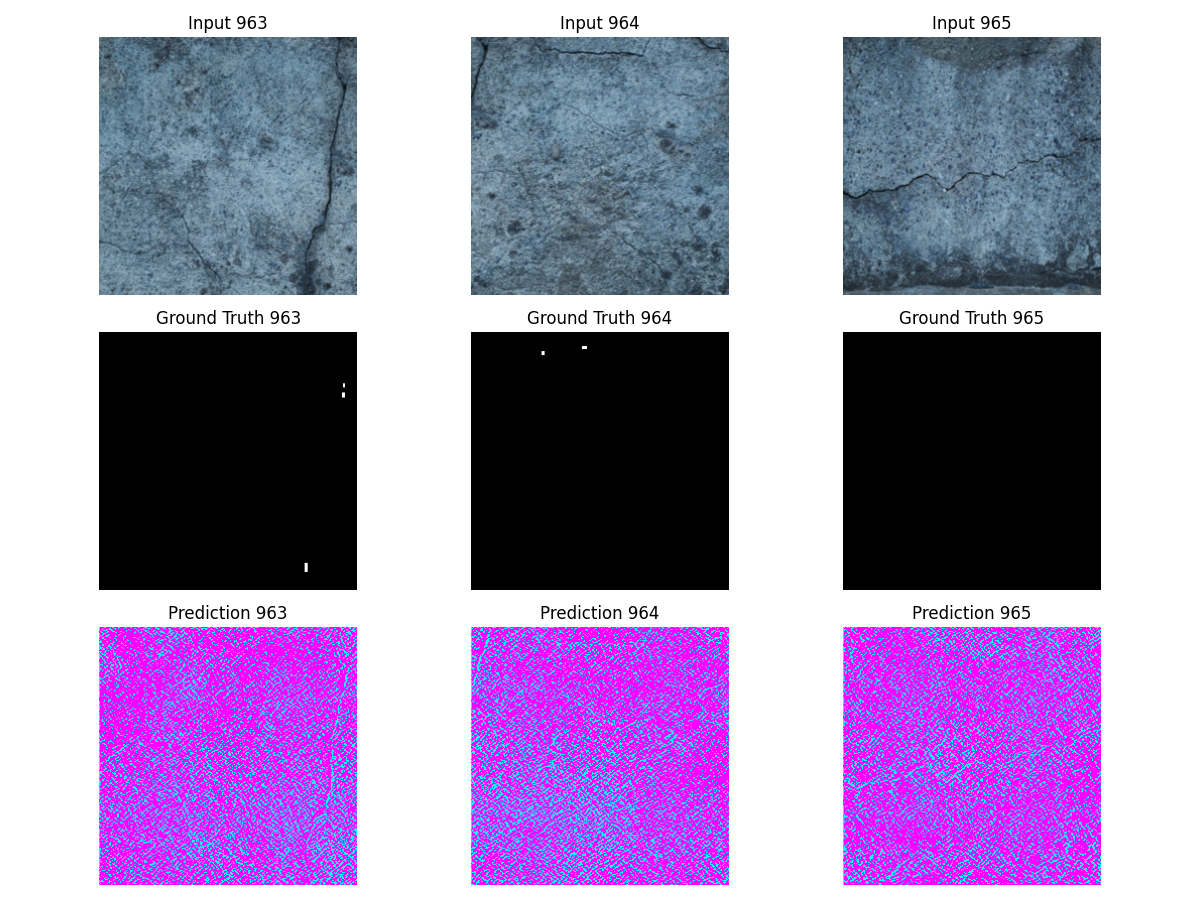 Input 963
Input 964
Input 965
Ground Truth 963
Ground Truth 964
Ground Truth 965
Prediction 963
Prediction 964
Prediction 965